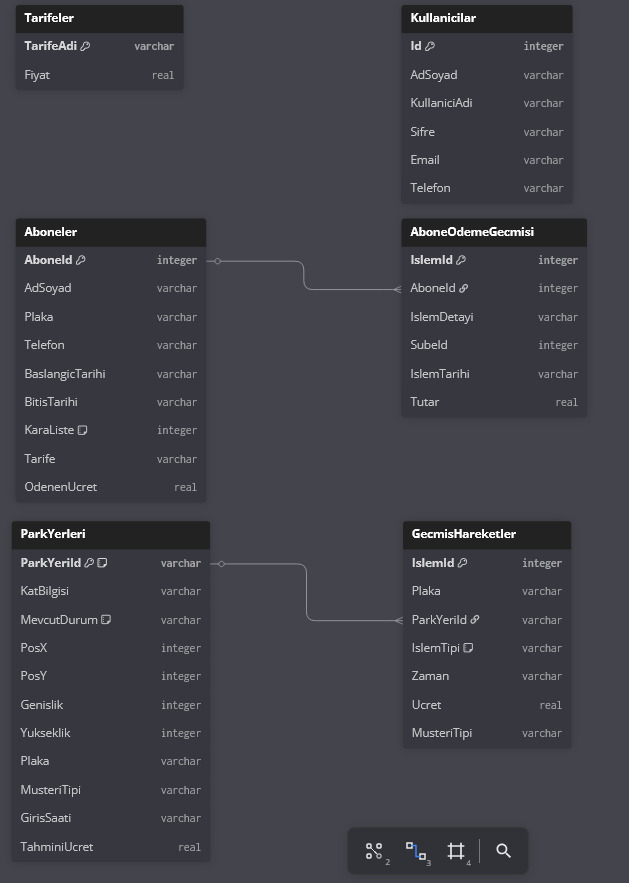 Tarifeler
TarifeAdi varchar
Fiyat real
Kullanicilar
Id integer
AdSoyad varchar
KullaniciAdi varchar
Sifre varchar
Email varchar
Telefon varchar
Aboneler
AboneId integer
AdSoyad varchar
Plaka varchar
Telefon varchar
BaslangicTarihi varchar
BitisTarihi varchar
KaraListe integer
Tarife varchar
OdenenUcret real
AboneOdemeGecmisi
IslemId integer
AboneId integer
IslemDetayi varchar
SubeId integer
IslemTarihi varchar
Tutar real
ParkYerleri
ParkYeriId varchar
KatBilgisi varchar
MevcutDurum varchar
PosX integer
PosY integer
Genislik integer
Yukseklik integer
Plaka varchar
MusteriTipi varchar
GirisSaati varchar
TahminiUcret real
GecmisHareketler
IslemId integer
Plaka varchar
ParkYeriId varchar
IslemTipi varchar
Zaman varchar
Ucret real
MusteriTipi varchar
2 3 4